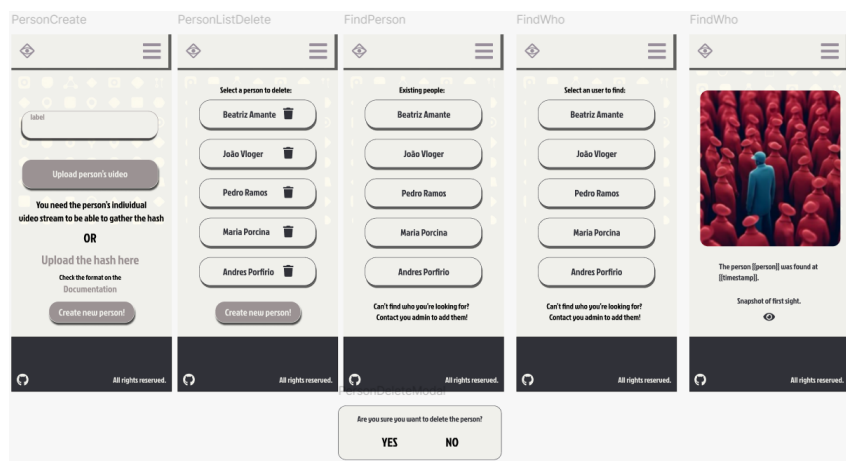 PersonCreate
label
Upload person's video
You need the person's individual
video stream to be able to gather the hash
OR
Upload the hash here
Check the format on the
Documentation
Create new person!
All rights reserved.
PersonListDelete
Select a person to delete:
Beatriz Amante
João Vloger
Pedro Ramos
Maria Porcina
Andres Porfirio
Create new person!
All rights reserved.
FindPerson
Existing people:
Beatriz Amante
João Vloger
Pedro Ramos
Maria Porcina
Andres Porfirio
Can't find who you're looking for?
Contact you admin to add them!
All rights reserved.
FindWho
Select an user to find:
Beatriz Amante
João Vloger
Pedro Ramos
Maria Porcina
Andres Porfirio
Can't find who you're looking for?
Contact you admin to add them!
All rights reserved.
FindWho
The person [[person]] was found at
[[timestamp]].
Snapshot of first sight.
All rights reserved.
PersonDeleteModal
Are you sure you want to delete the person?
YES NO